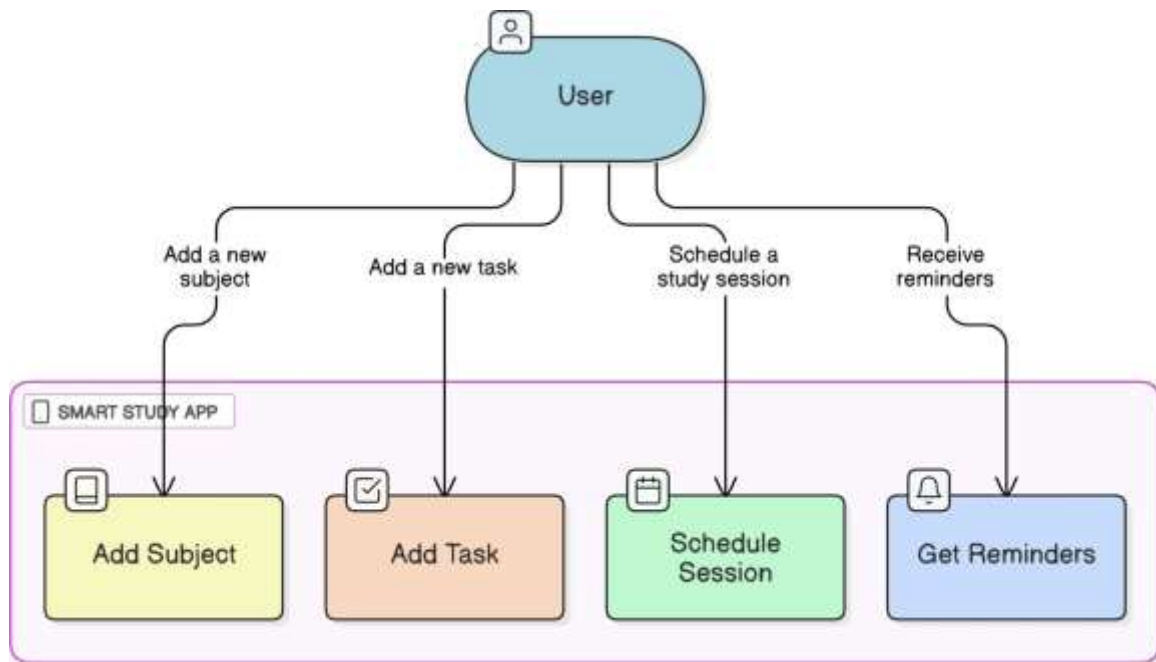 User
Add a new
subject
Add a new task
Schedule a
study session
Receive
reminders
SMART STUDY APP
Add Subject
Add Task
Schedule
Session
Get Reminders